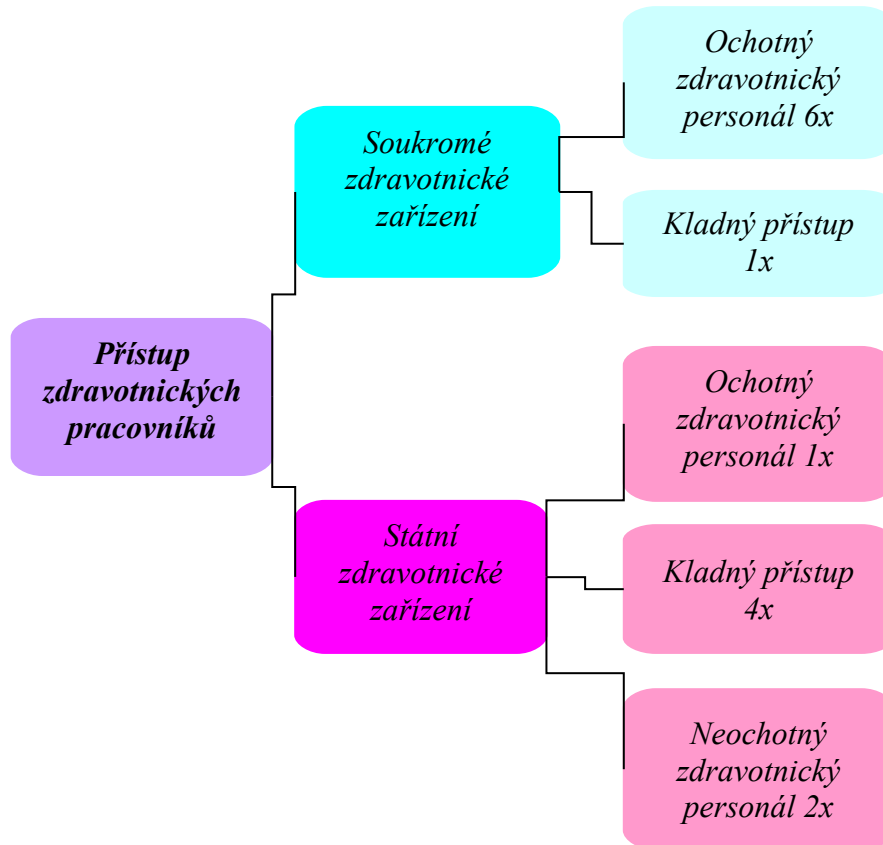 Přístup
zdravotnických
pracovníků
Soukromé
zdravotnické
zařízení
Ochotný
zdravotnický
personál 6x
Kladný přístup
1x
Státní
zdravotnické
zařízení
Ochotný
zdravotnický
personál 1x
Kladný přístup
4x
Neochotný
zdravotnický
personál 2x